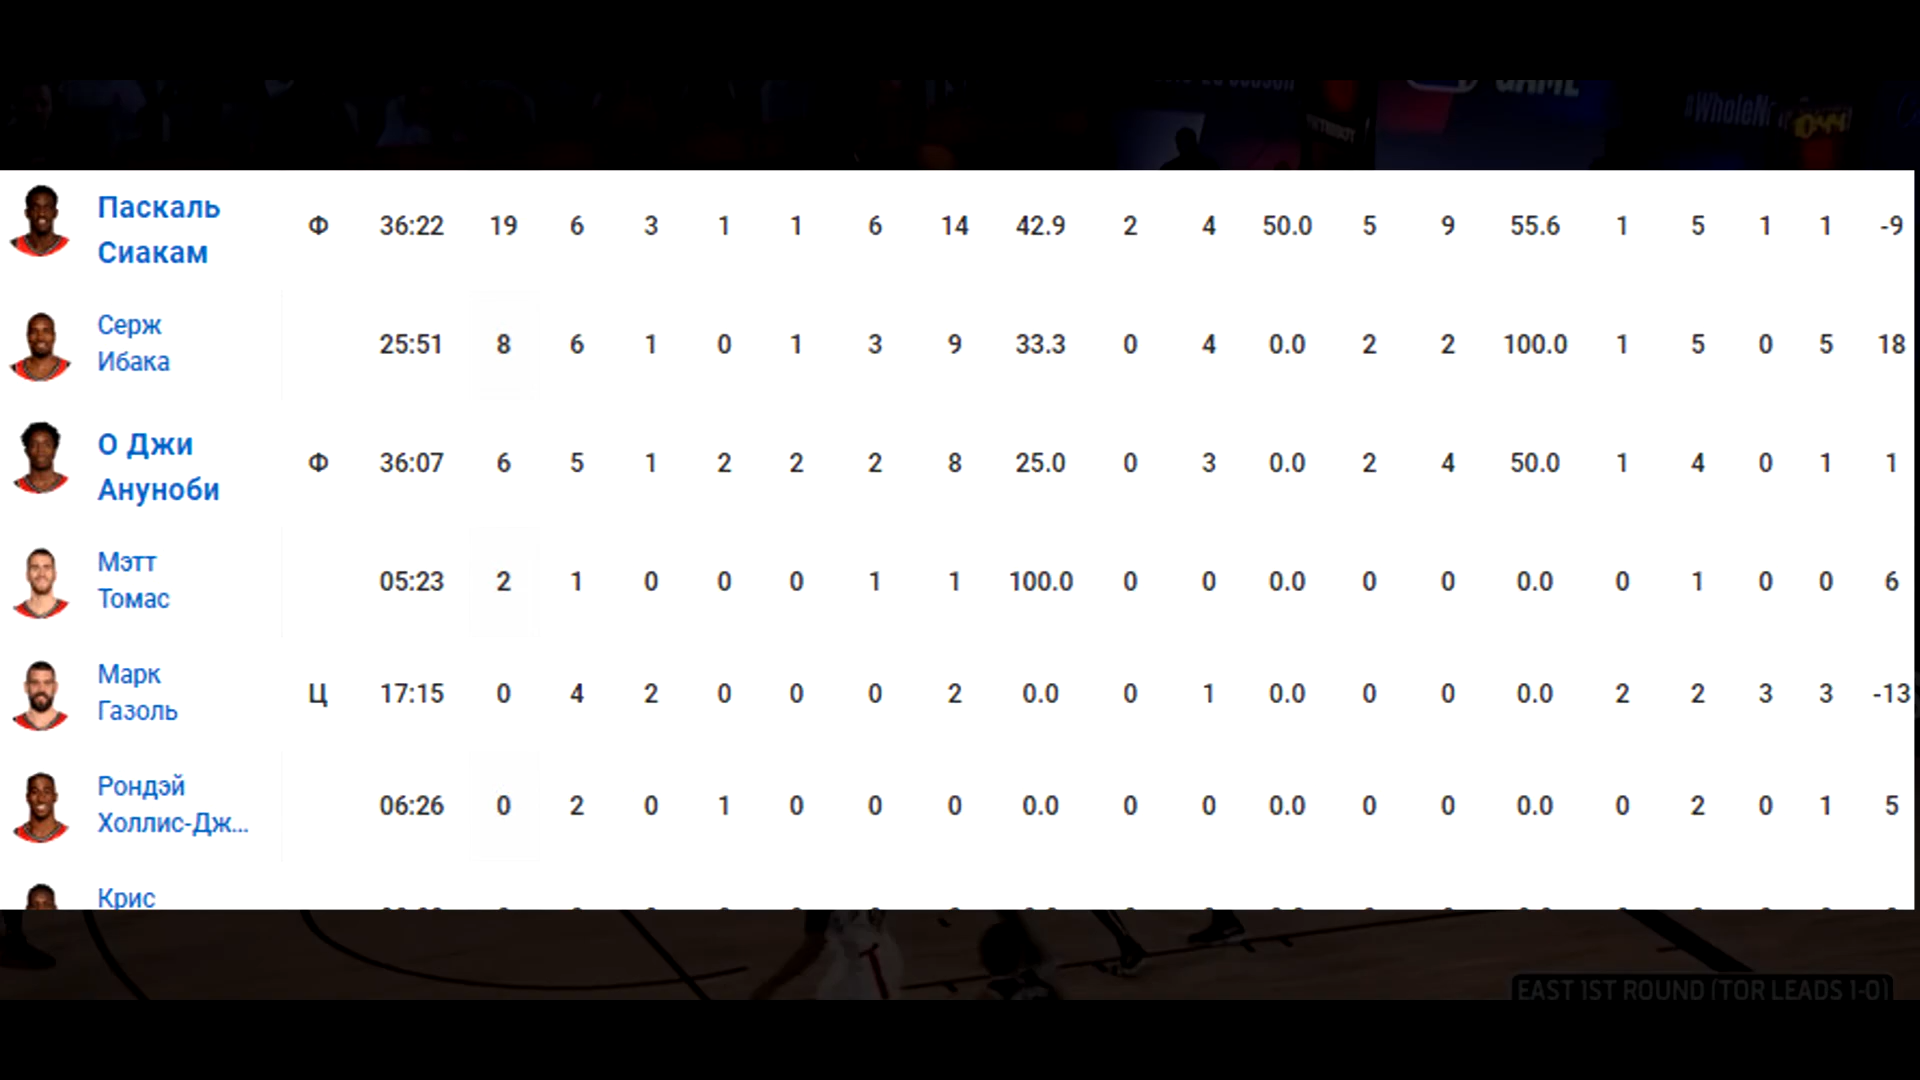 GAME
#WholeN
Паскаль
Сиакам
Ф 36:22 19 6 3 1 1 6 14 42.9 2 4 50.0 5 9 55.6 1 5 1 1 -9
Серж
Ибака
25:51 8 6 1 0 1 3 9 33.3 0 4 0.0 2 2 100.0 1 5 0 5 18
О Джи
Ануноби
Ф 36:07 6 5 1 2 2 2 8 25.0 0 3 0.0 2 4 50.0 1 4 0 1 1
Мэтт
Томас
05:23 2 1 0 0 0 1 1 100.0 0 0 0.0 0 0 0.0 0 1 0 0 6
Марк
Газоль
Ц 17:15 0 4 2 0 0 0 2 0.0 0 1 0.0 0 0 0.0 2 2 3 3 -13
Рондэй
Холлис-Дж...
06:26 0 2 0 1 0 0 0 0.0 0 0 0.0 0 0 0.0 0 2 0 1 5
Крис
EAST 1ST ROUND (TOR LEADS 1-0)